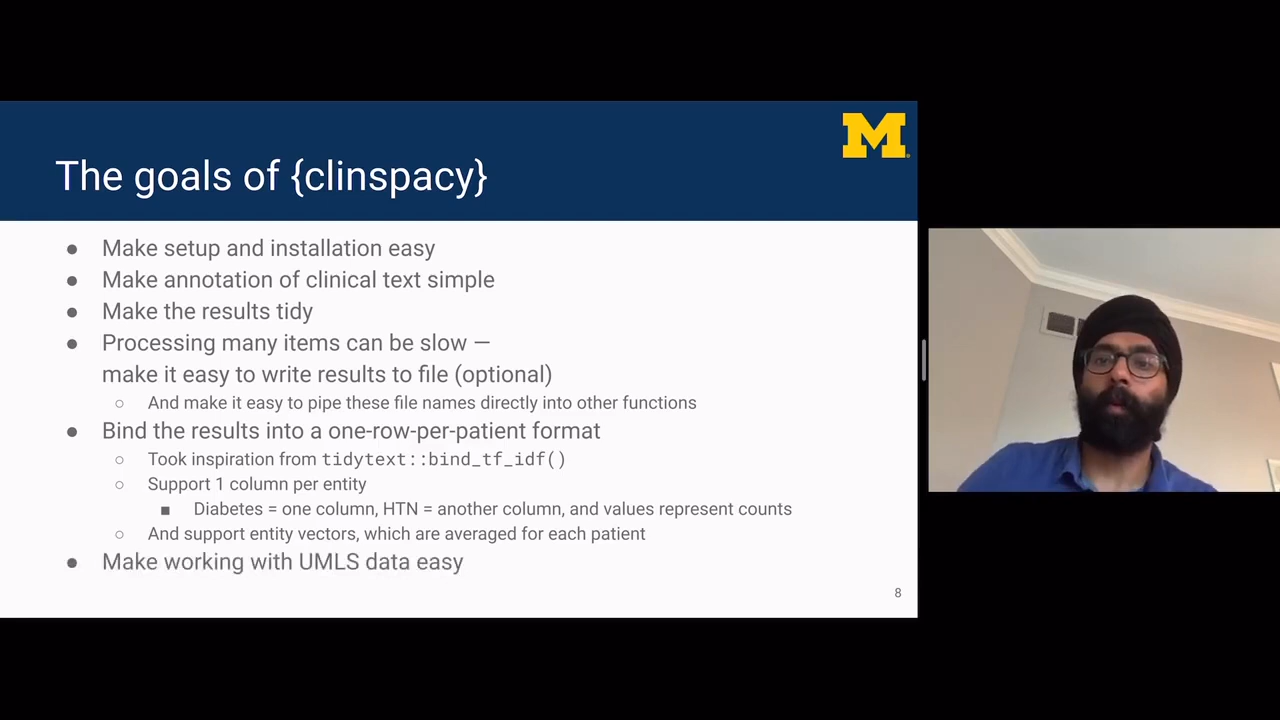 M
The goals of {clinspacy}
● Make setup and installation easy
● Make annotation of clinical text simple
● Make the results tidy
● Processing many items can be slow —
make it easy to write results to file (optional)
○ And make it easy to pipe these file names directly into other functions
● Bind the results into a one-row-per-patient format
○ Took inspiration from tidytext::bind_tf_idf()
○ Support 1 column per entity
■ Diabetes = one column, HTN = another column, and values represent counts
○ And support entity vectors, which are averaged for each patient
● Make working with UMLS data easy
8